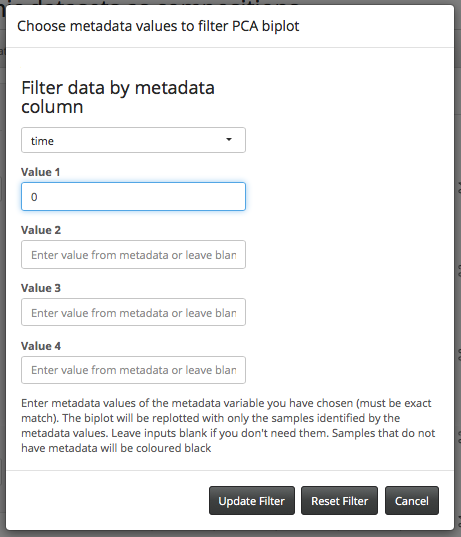 Choose metadata values to filter PCA biplot
Filter data by metadata
column
time
Value 1
0
Value 2
Enter value from metadata or leave blan
Value 3
Enter value from metadata or leave blan
Value 4
Enter value from metadata or leave blan
Enter metadata values of the metadata variable you have chosen (must be exact
match). The biplot will be replotted with only the samples identified by the
metadata values. Leave inputs blank if you don't need them. Samples that do not
have metadata will be coloured black
Update Filter
Reset Filter
Cancel